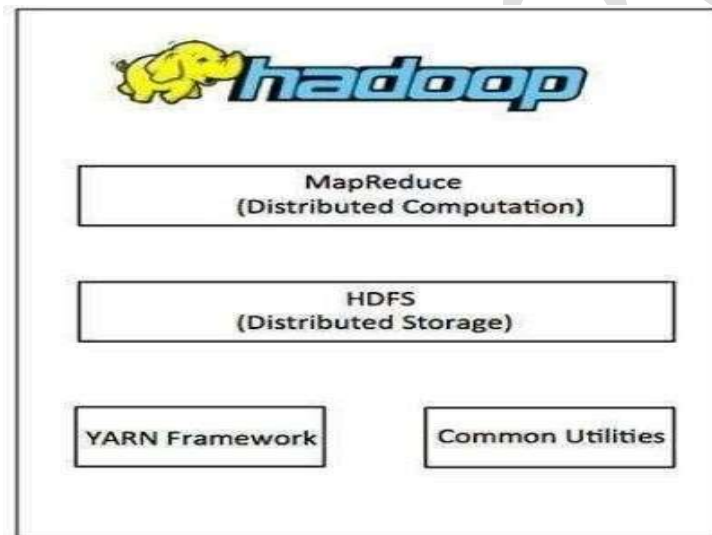 hadoop
MapReduce
(Distributed Computation)
HDFS
(Distributed Storage)
YARN Framework
Common Utilities